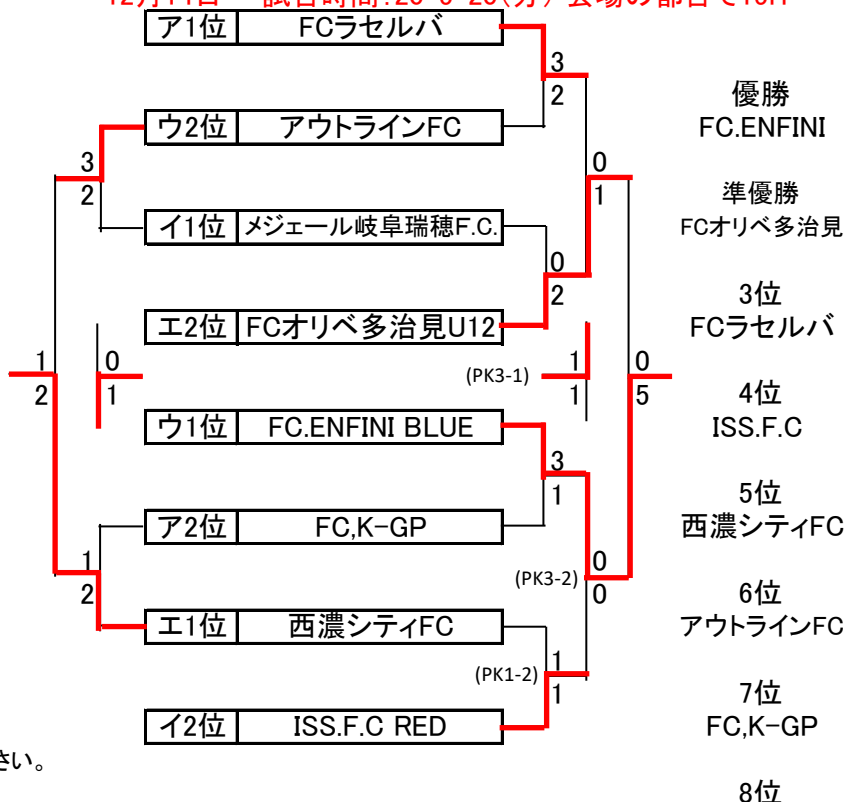 ア1位 FCラセルバ
3
2
優勝
FC.ENFINI
ウ2位 アウトラインFC
3
2
0
1
準優勝
FCオリベ多治見
イ1位 メジェール岐阜瑞穂F.C.
0
2
3位
FCラセルバ
エ2位 FCオリベ多治見U12
1
2
0
1
(PK3-1)
1
1
0
5
4位
ISS.F.C
ウ1位 FC.ENFINI BLUE
3
1
5位
西濃シティFC
ア2位 FC,K-GP
1
2
(PK3-2)
0
0
6位
アウトラインFC
エ1位 西濃シティFC
(PK1-2)
1
1
7位
FC,K-GP
イ2位 ISS.F.C RED
さい。
8位